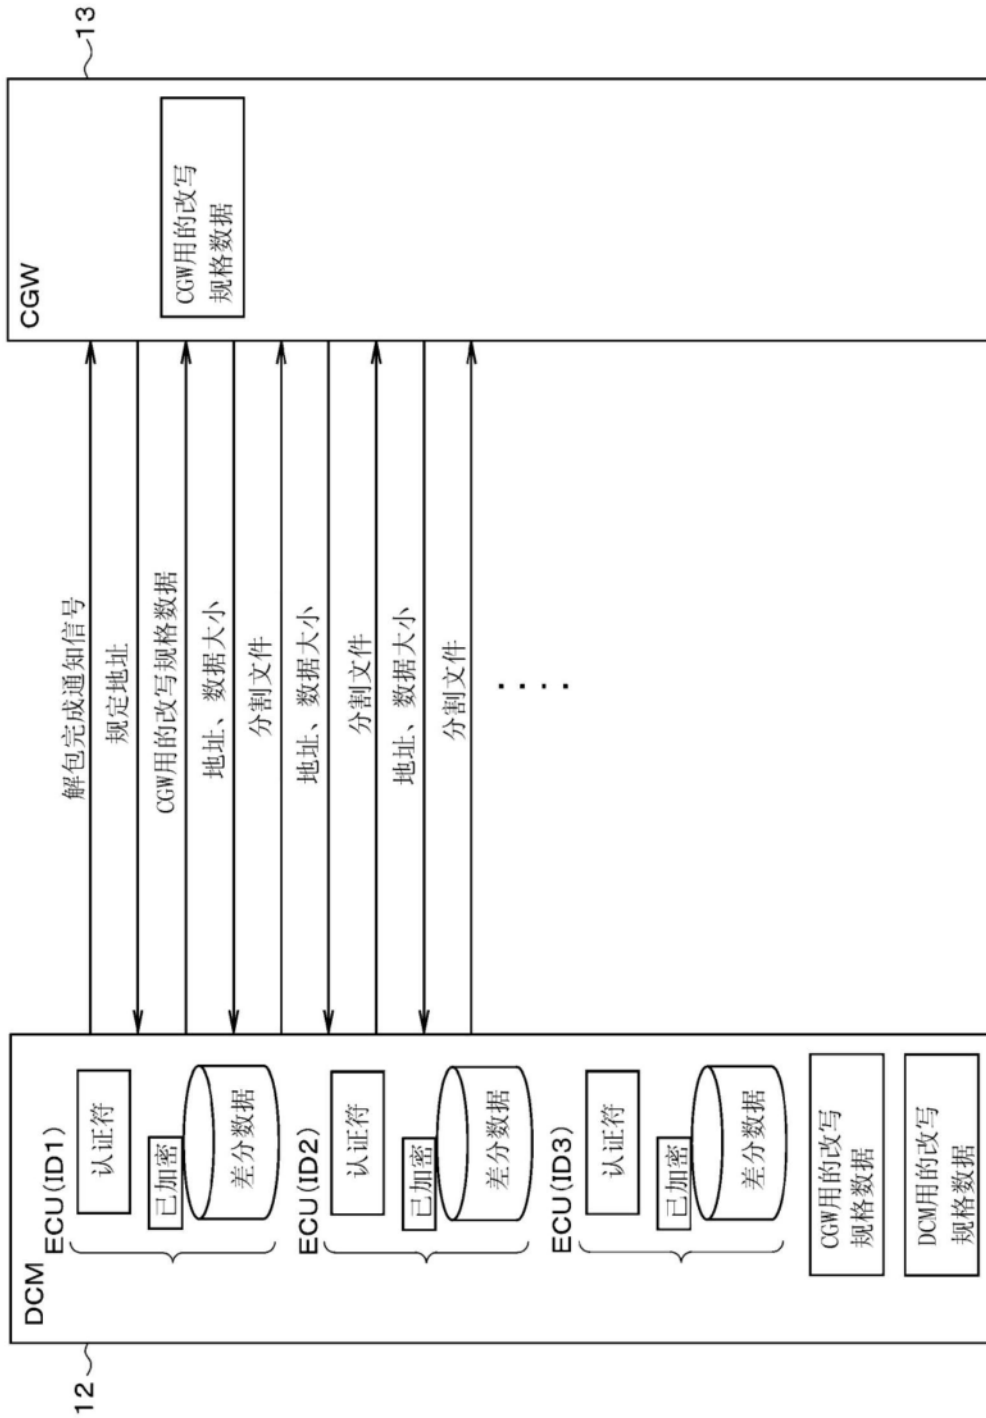 12
DCM
ECU(ID1)
认证符
已加密
差分数据
ECU(ID2)
认证符
已加密
差分数据
ECU(ID3)
认证符
已加密
差分数据
CGW用的改写
规格数据
DCM用的改写
规格数据
解包完成通知信号
规定地址
CGW用的改写规格数据
地址、数据大小
分割文件
地址、数据大小
分割文件
地址、数据大小
分割文件
....
13
CGW
CGW用的改写
规格数据